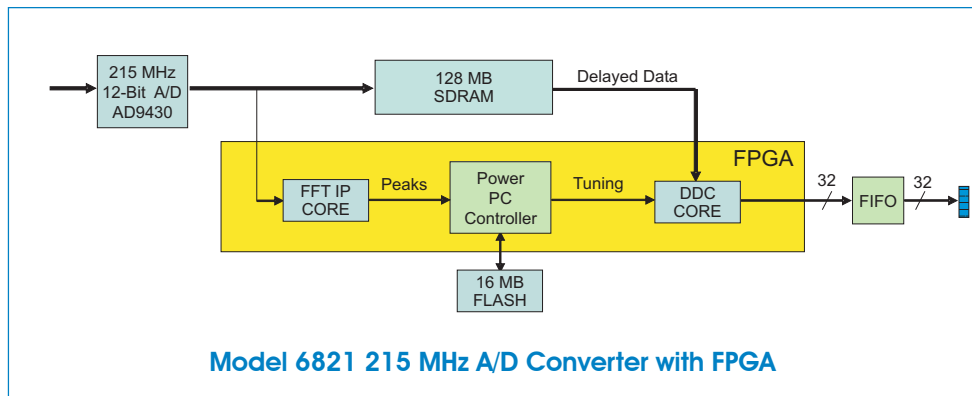 215 MHz
12-Bit A/D
AD9430
128 MB
SDRAM
Delayed Data
FPGA
FFT IP
CORE
Peaks
Power
PC
Controller
Tuning
DDC
CORE
32
FIFO
32
16 MB
FLASH
Model 6821 215 MHz A/D Converter with FPGA